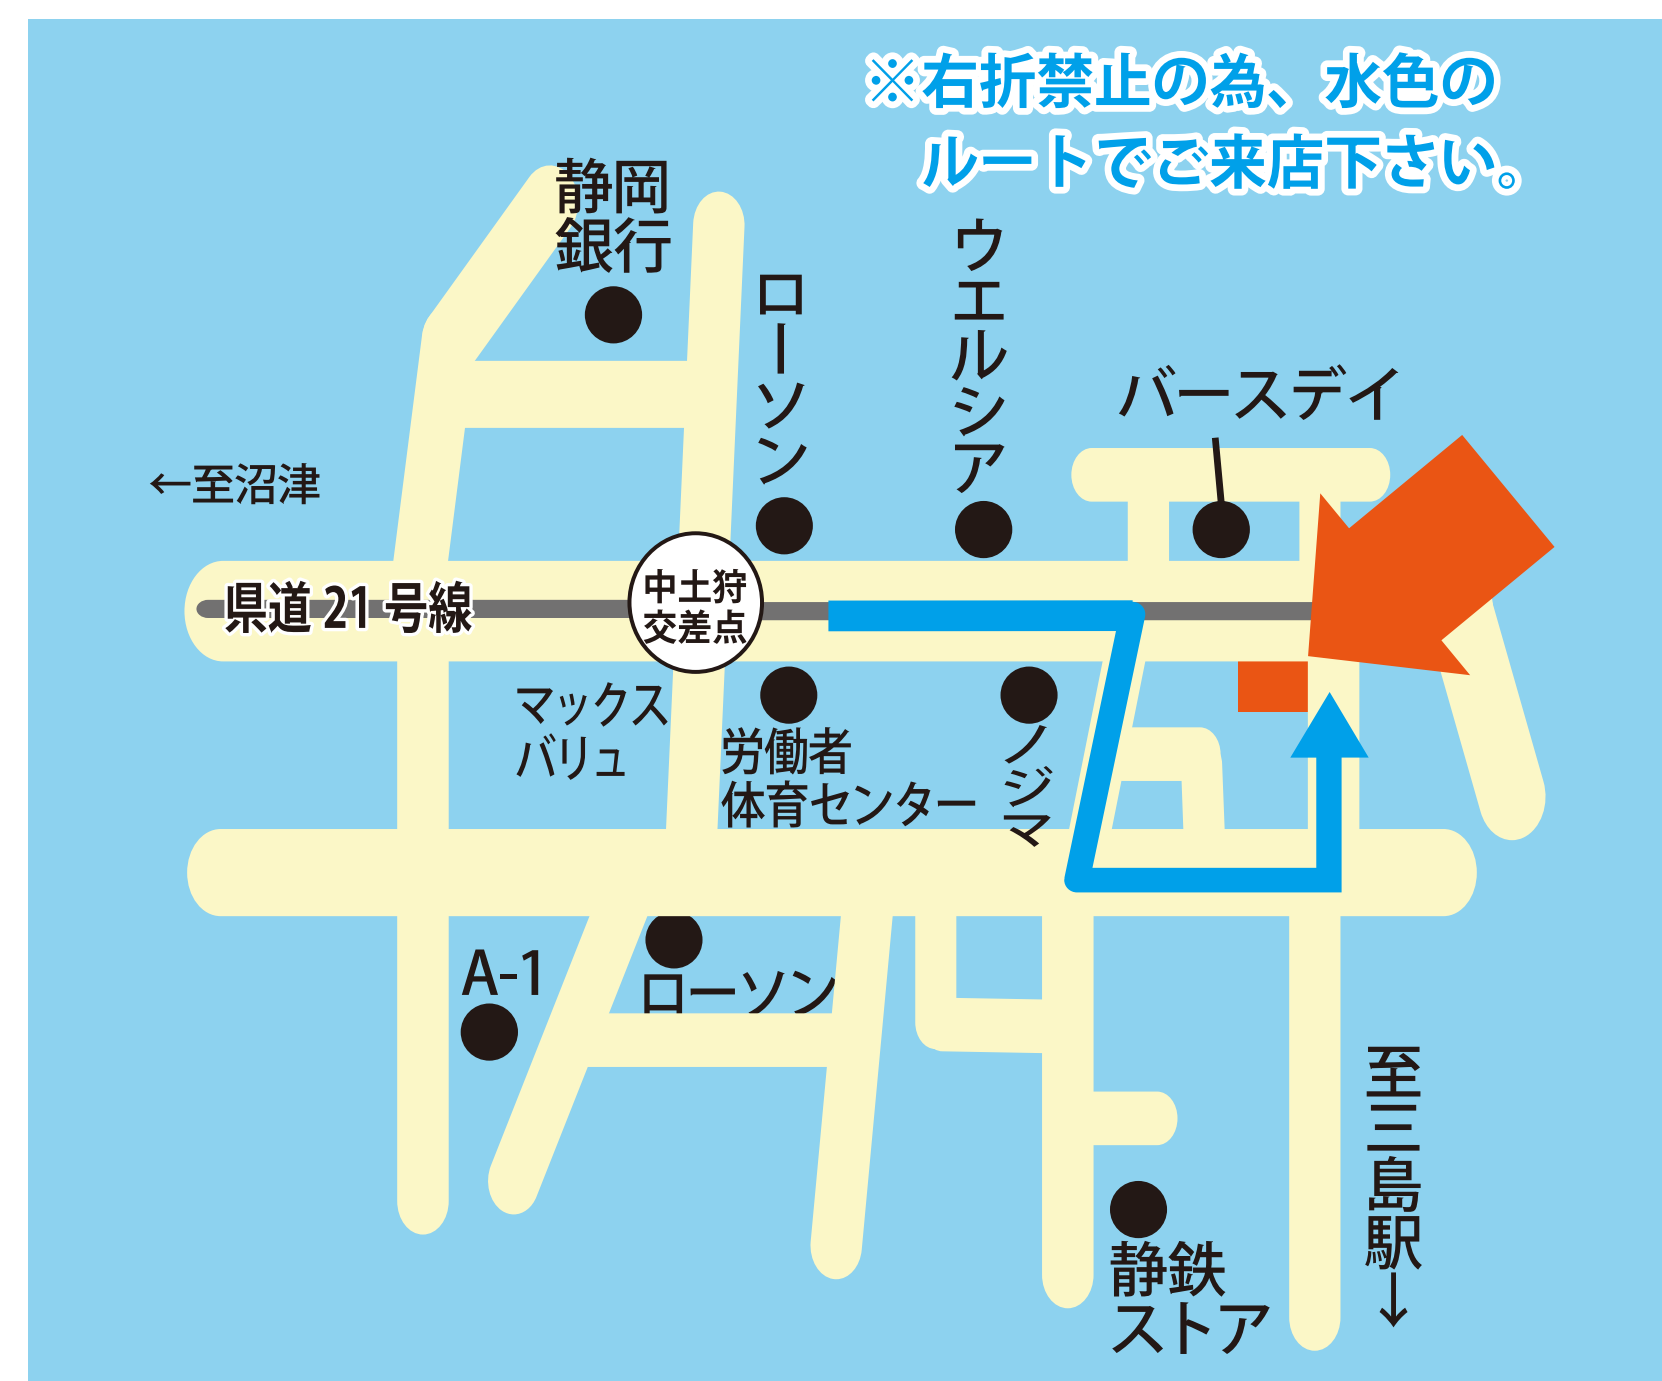 ※右折禁止の為、水色の
ルートでご来店下さい。
静岡
銀行
ローソン
ウエルシア
バースデイ
←至沼津
県道21号線
中土狩
交差点
マックス
バリュ
労働者
体育センター
ノジマ
A-1
ローソン
至三島駅→
静鉄
ストア